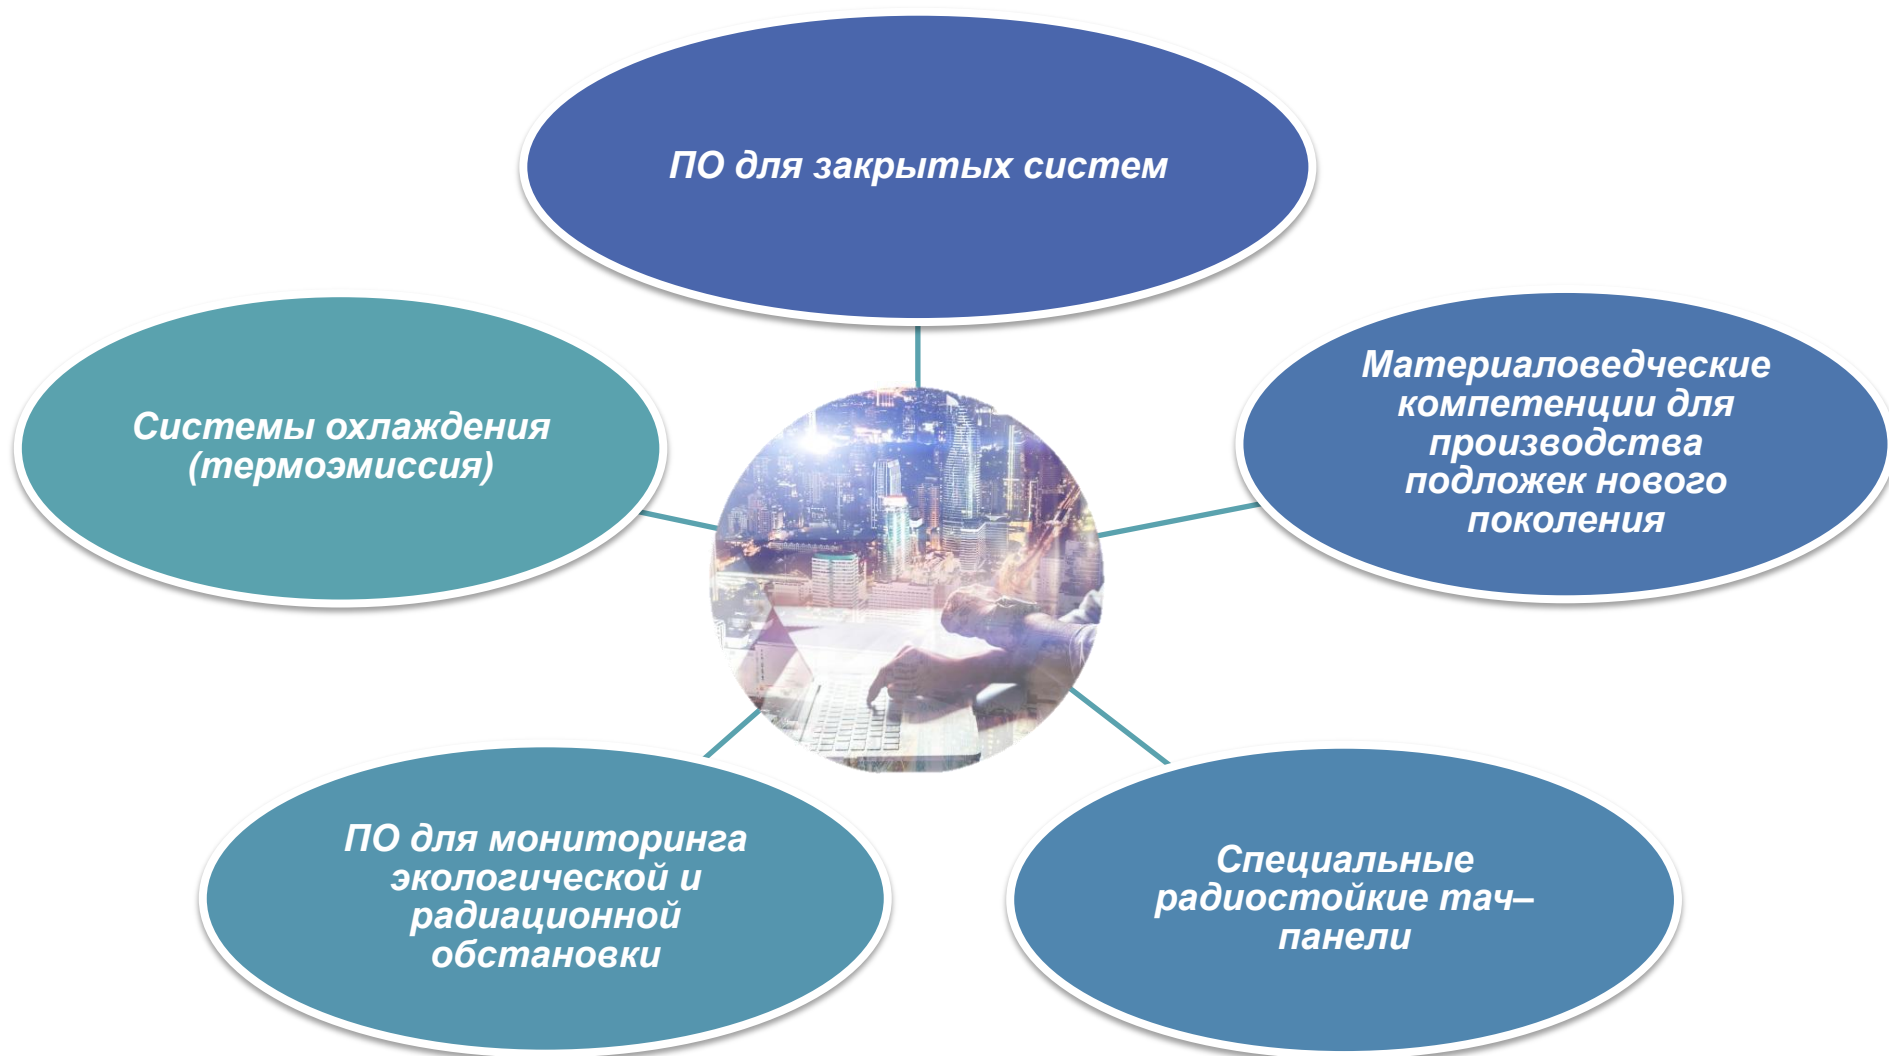 ПО для закрытых систем
Системы охлаждения
(термоэмиссия)
Материаловедческие
компетенции для
производства
подложек нового
поколения
ПО для мониторинга
экологической и
радиационной
обстановки
Специальные
радиостойкие тач–
панели